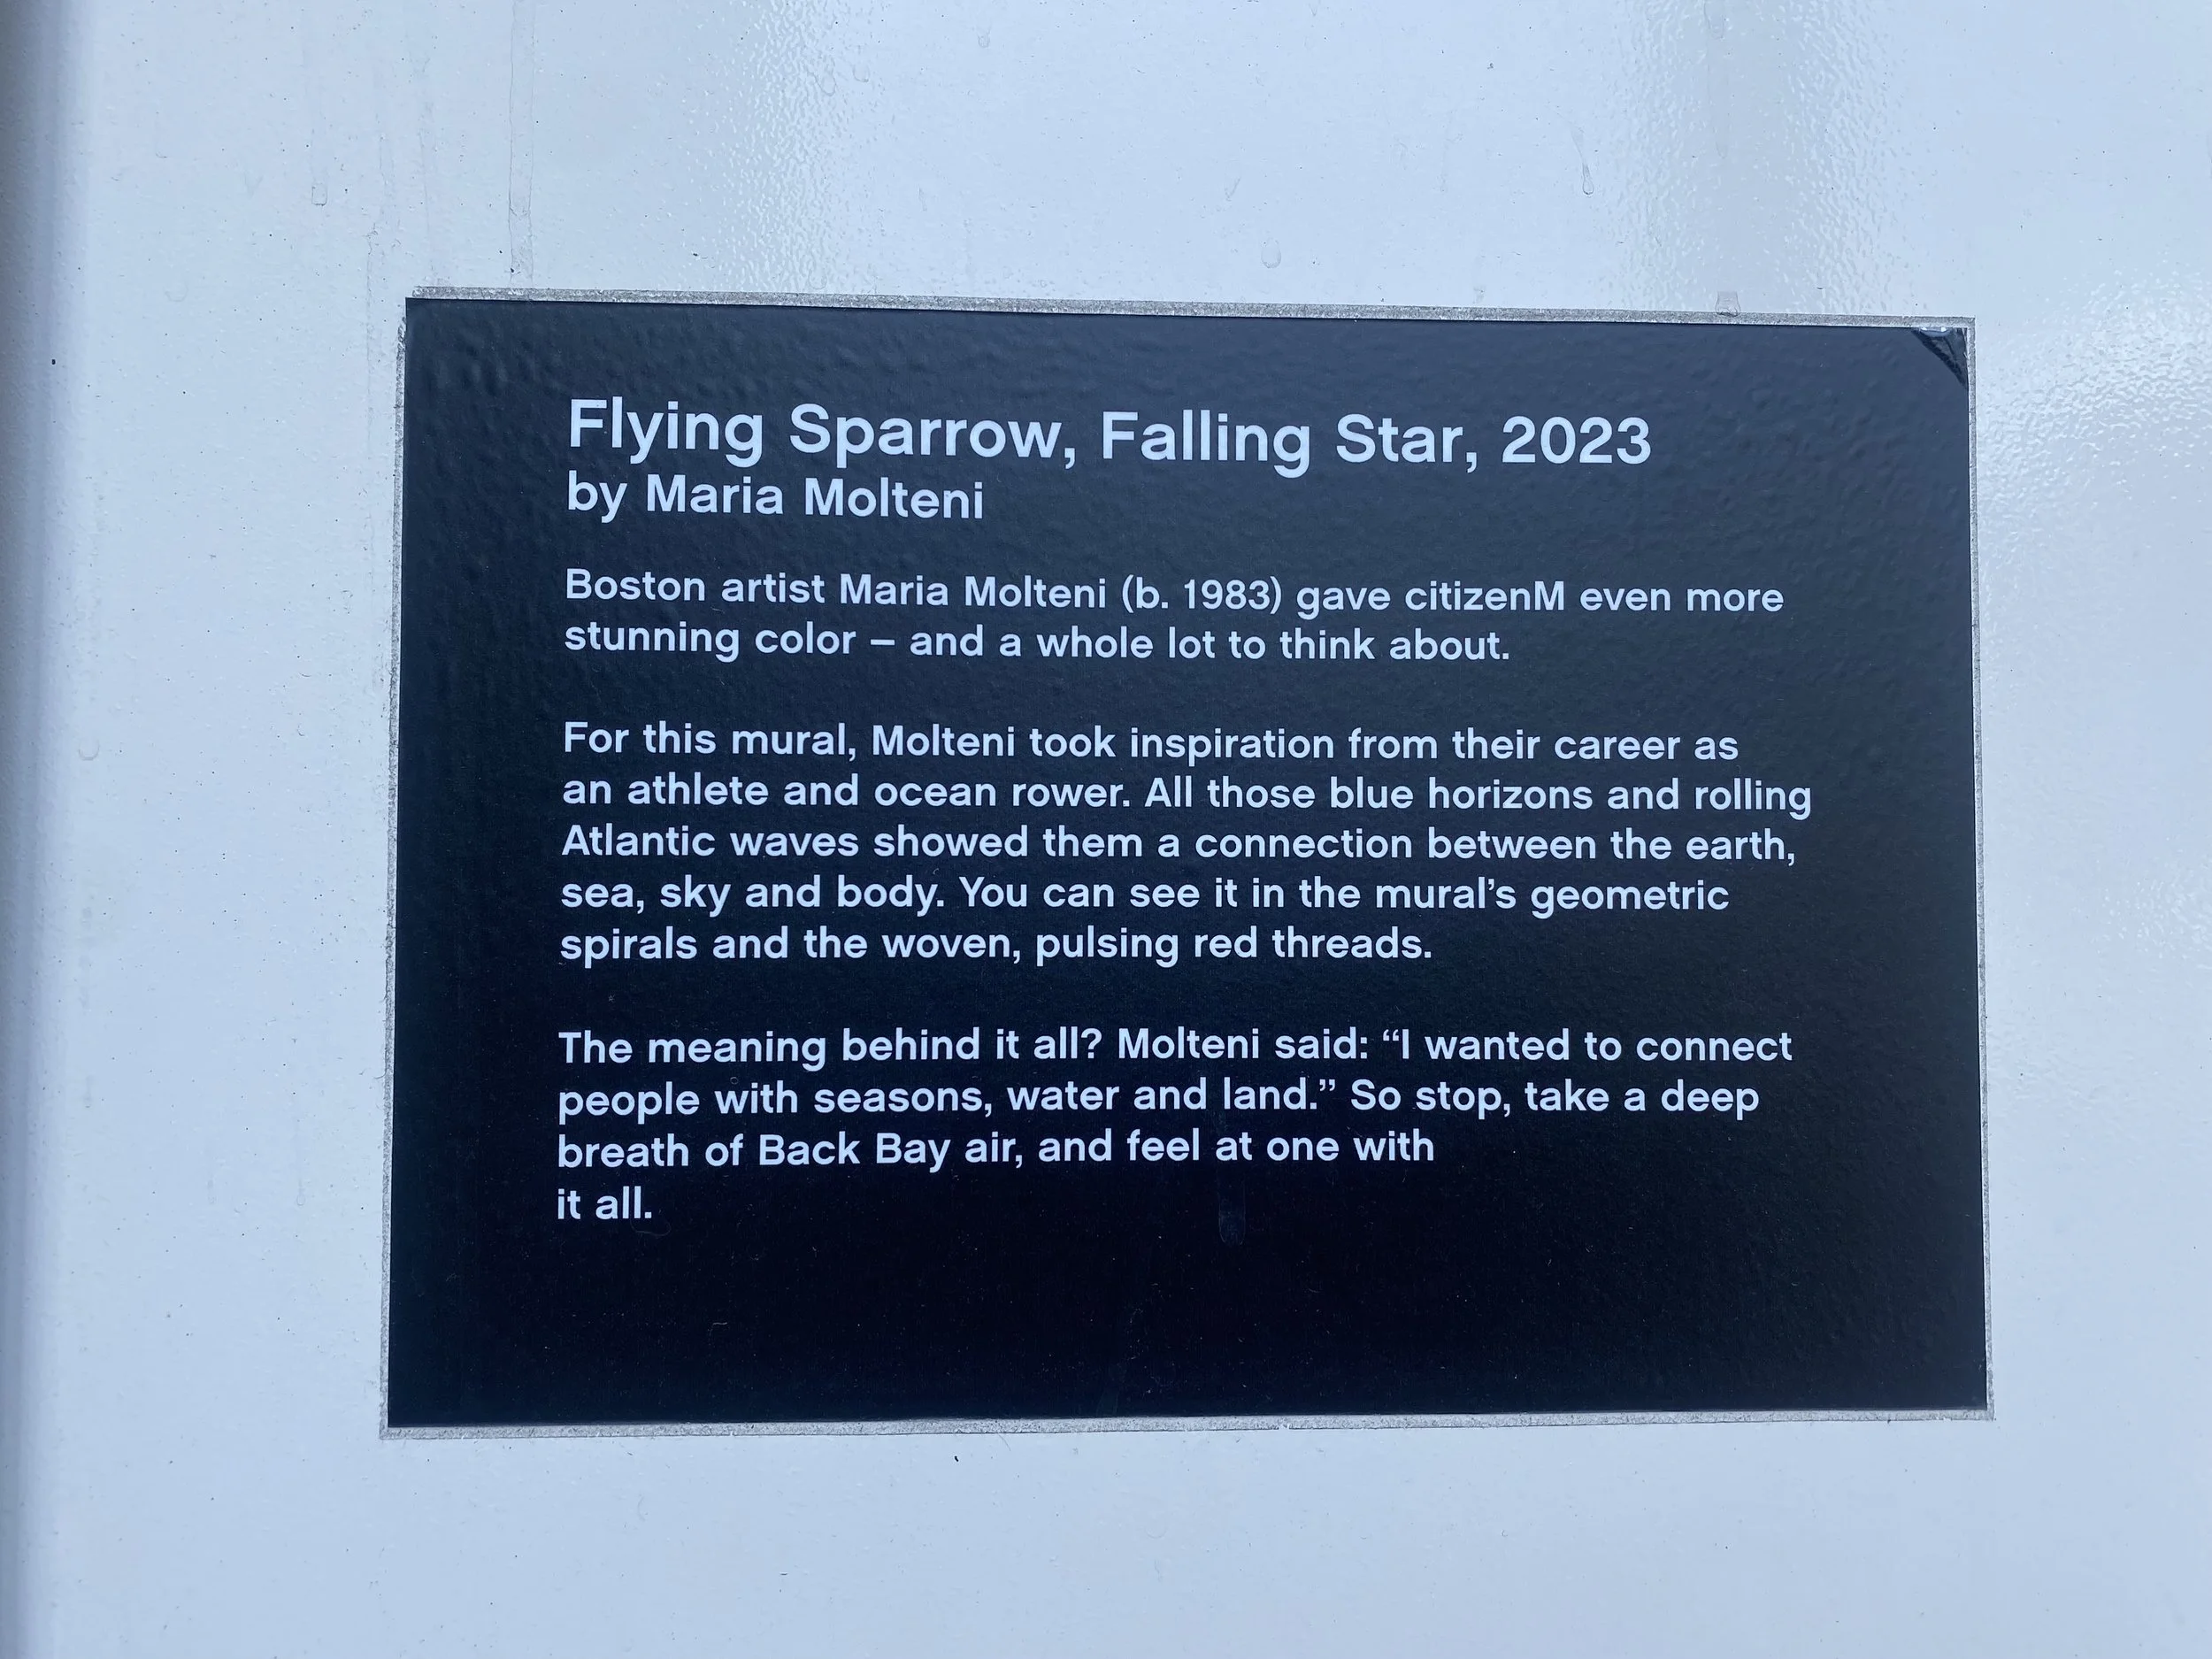 Flying Sparrow, Falling Star, 2023
by Maria Molteni
Boston artist Maria Molteni (b. 1983) gave citizenM even more
stunning color – and a whole lot to think about.
For this mural, Molteni took inspiration from their career as
an athlete and ocean rower. All those blue horizons and rolling
Atlantic waves showed them a connection between the earth,
sea, sky and body. You can see it in the mural’s geometric
spirals and the woven, pulsing red threads.
The meaning behind it all? Molteni said: “I wanted to connect
people with seasons, water and land.” So stop, take a deep
breath of Back Bay air, and feel at one with
it all.